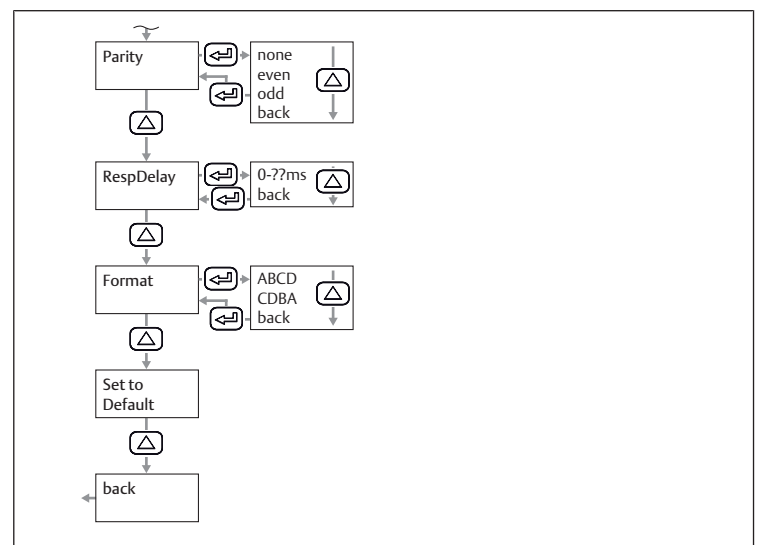 Parity
none
even
odd
back
RespDelay
0-??ms
back
Format
ABCD
CDBA
back
Set to
Default
back